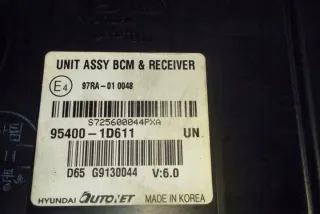 UNIT ASSY BCM & RECEIVER
E4 97RA-01 0048
S725600044PXA
95400-1D611 UN.
D65 G9130044 V:6.0
HYUNDAI AUTONET MADE IN KOREA